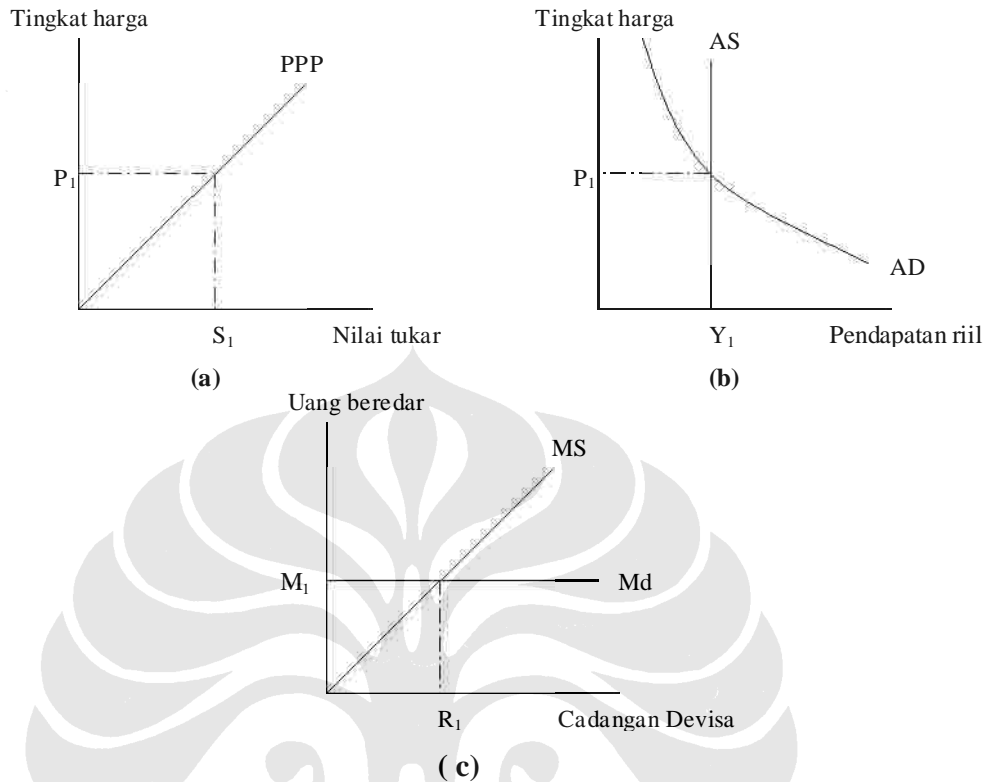 Tingkat harga
PPP
P₁
S₁
Nilai tukar
(a)
Tingkat harga
AS
P₁
AD
Y₁
Pendapatan riil
(b)
Uang beredar
MS
M₁
Md
R₁
Cadangan Devisa
( c)